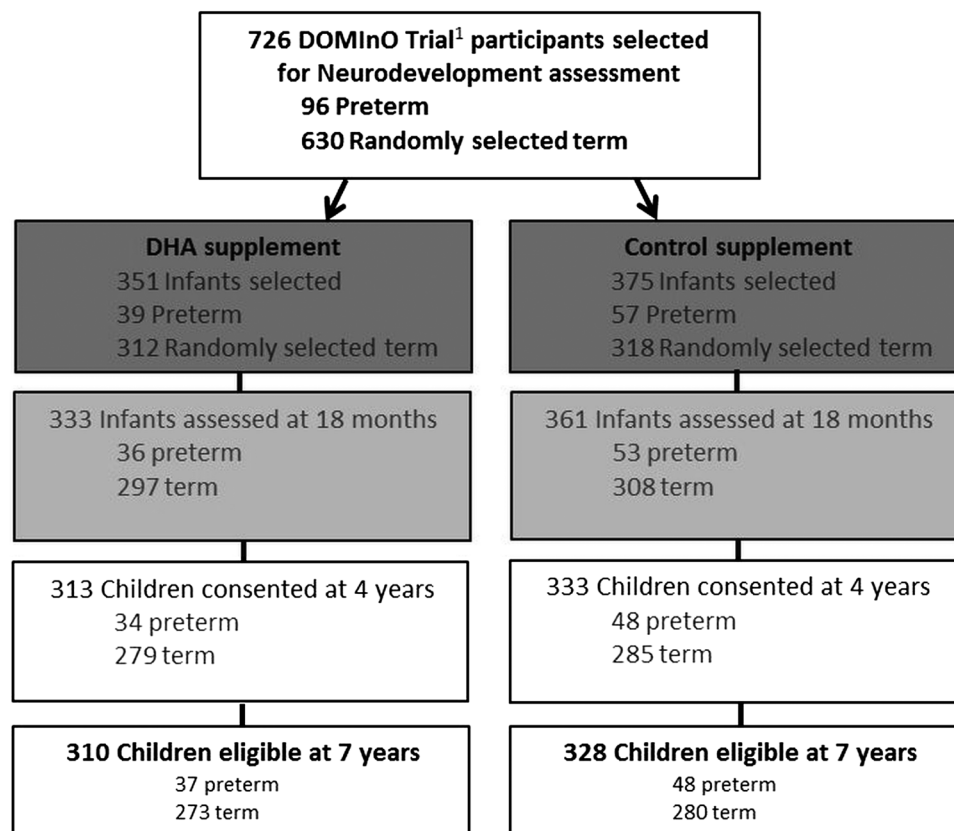 726 DOMInO Trial¹ participants selected
for Neurodevelopment assessment
96 Preterm
630 Randomly selected term
DHA supplement
351 Infants selected
39 Preterm
312 Randomly selected term
Control supplement
375 Infants selected
57 Preterm
318 Randomly selected term
333 Infants assessed at 18 months
36 preterm
297 term
361 Infants assessed at 18 months
53 preterm
308 term
313 Children consented at 4 years
34 preterm
279 term
333 Children consented at 4 years
48 preterm
285 term
310 Children eligible at 7 years
37 preterm
273 term
328 Children eligible at 7 years
48 preterm
280 term